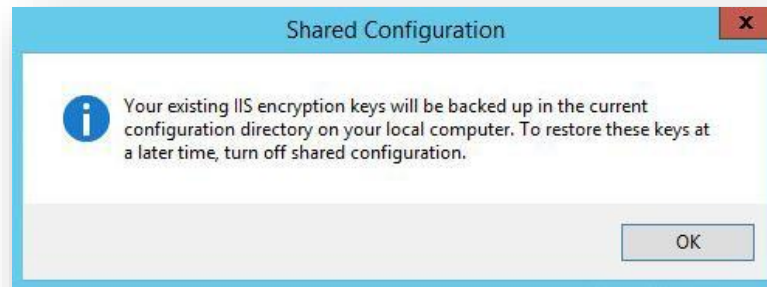 Shared Configuration
x
Your existing IIS encryption keys will be backed up in the current
configuration directory on your local computer. To restore these keys at
a later time, turn off shared configuration.
OK